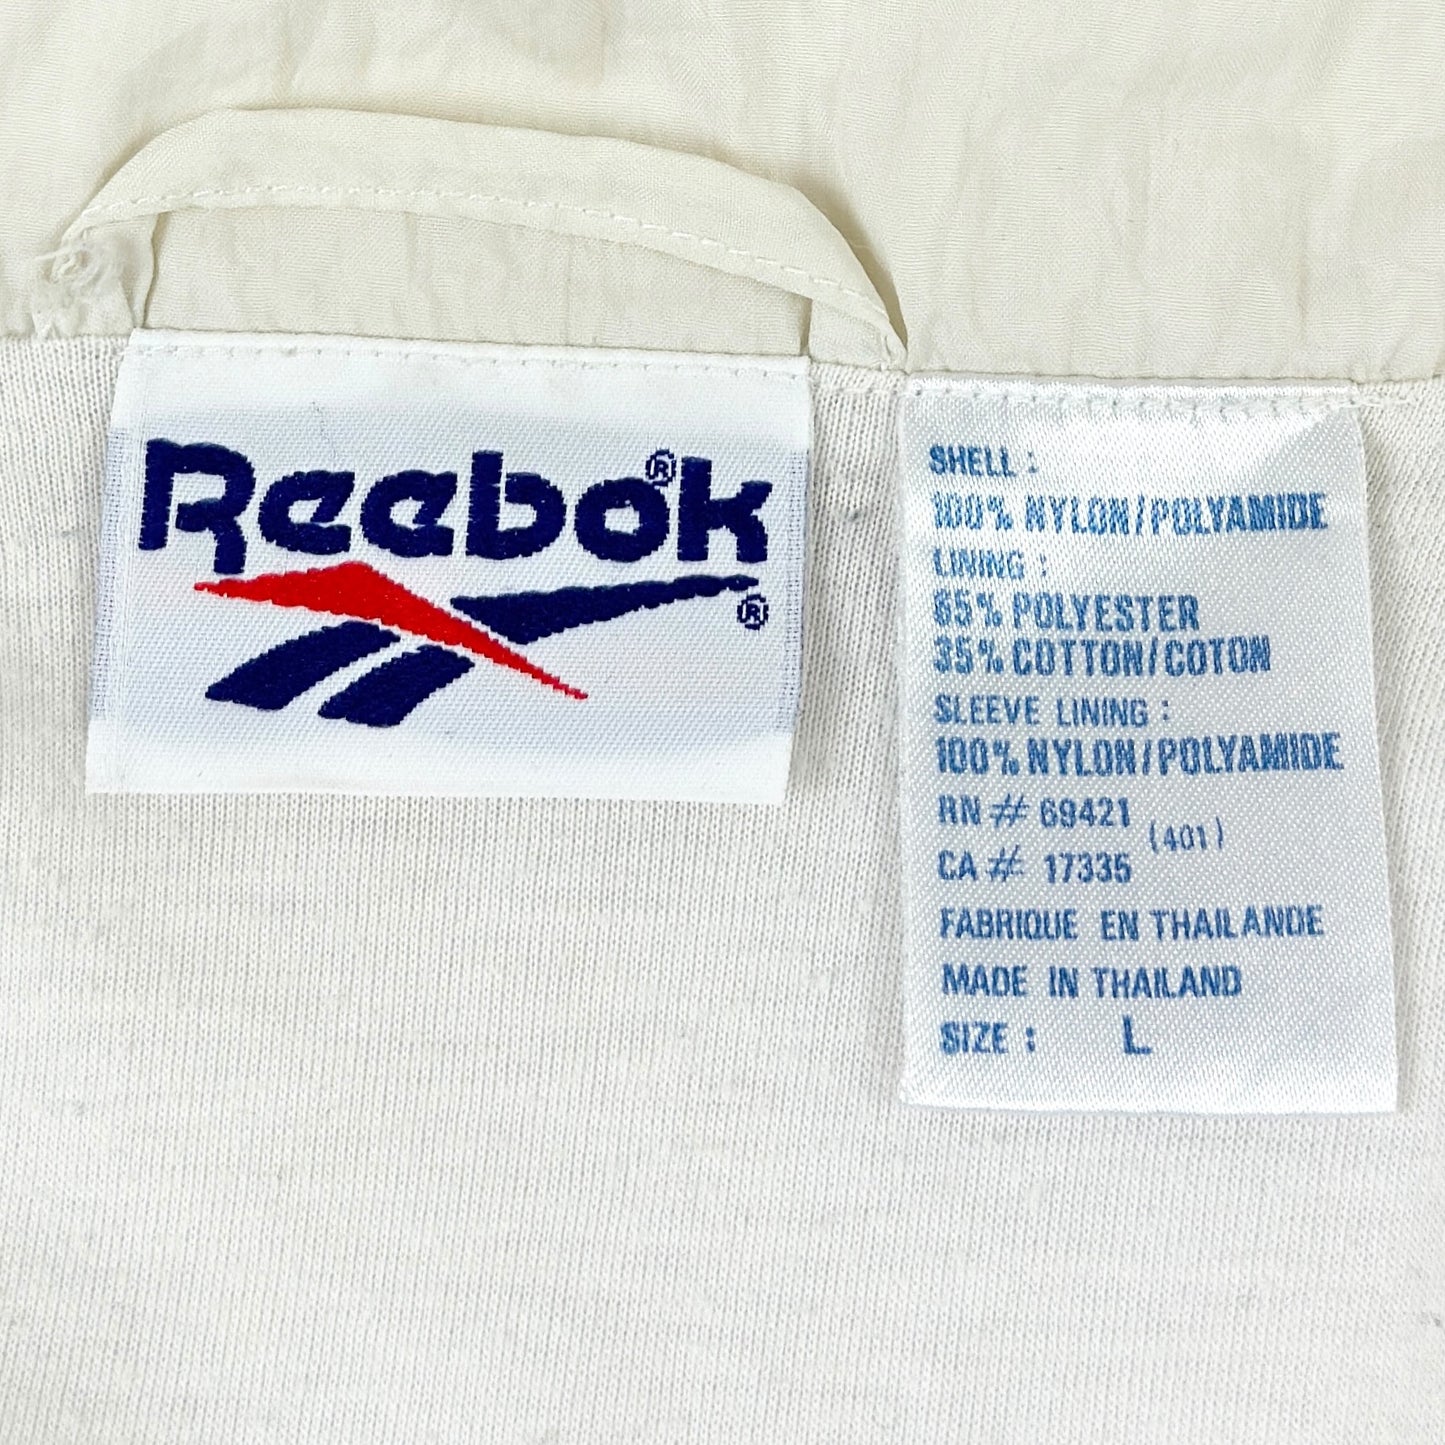 Reebok®
®
SHELL :
100% NYLON/POLYAMIDE
LINING :
65% POLYESTER
35% COTTON/COTON
SLEEVE LINING :
100% NYLON/POLYAMIDE
RN # 69421 (401)
CA # 17335
FABRIQUE EN THAILANDE
MADE IN THAILAND
SIZE : L